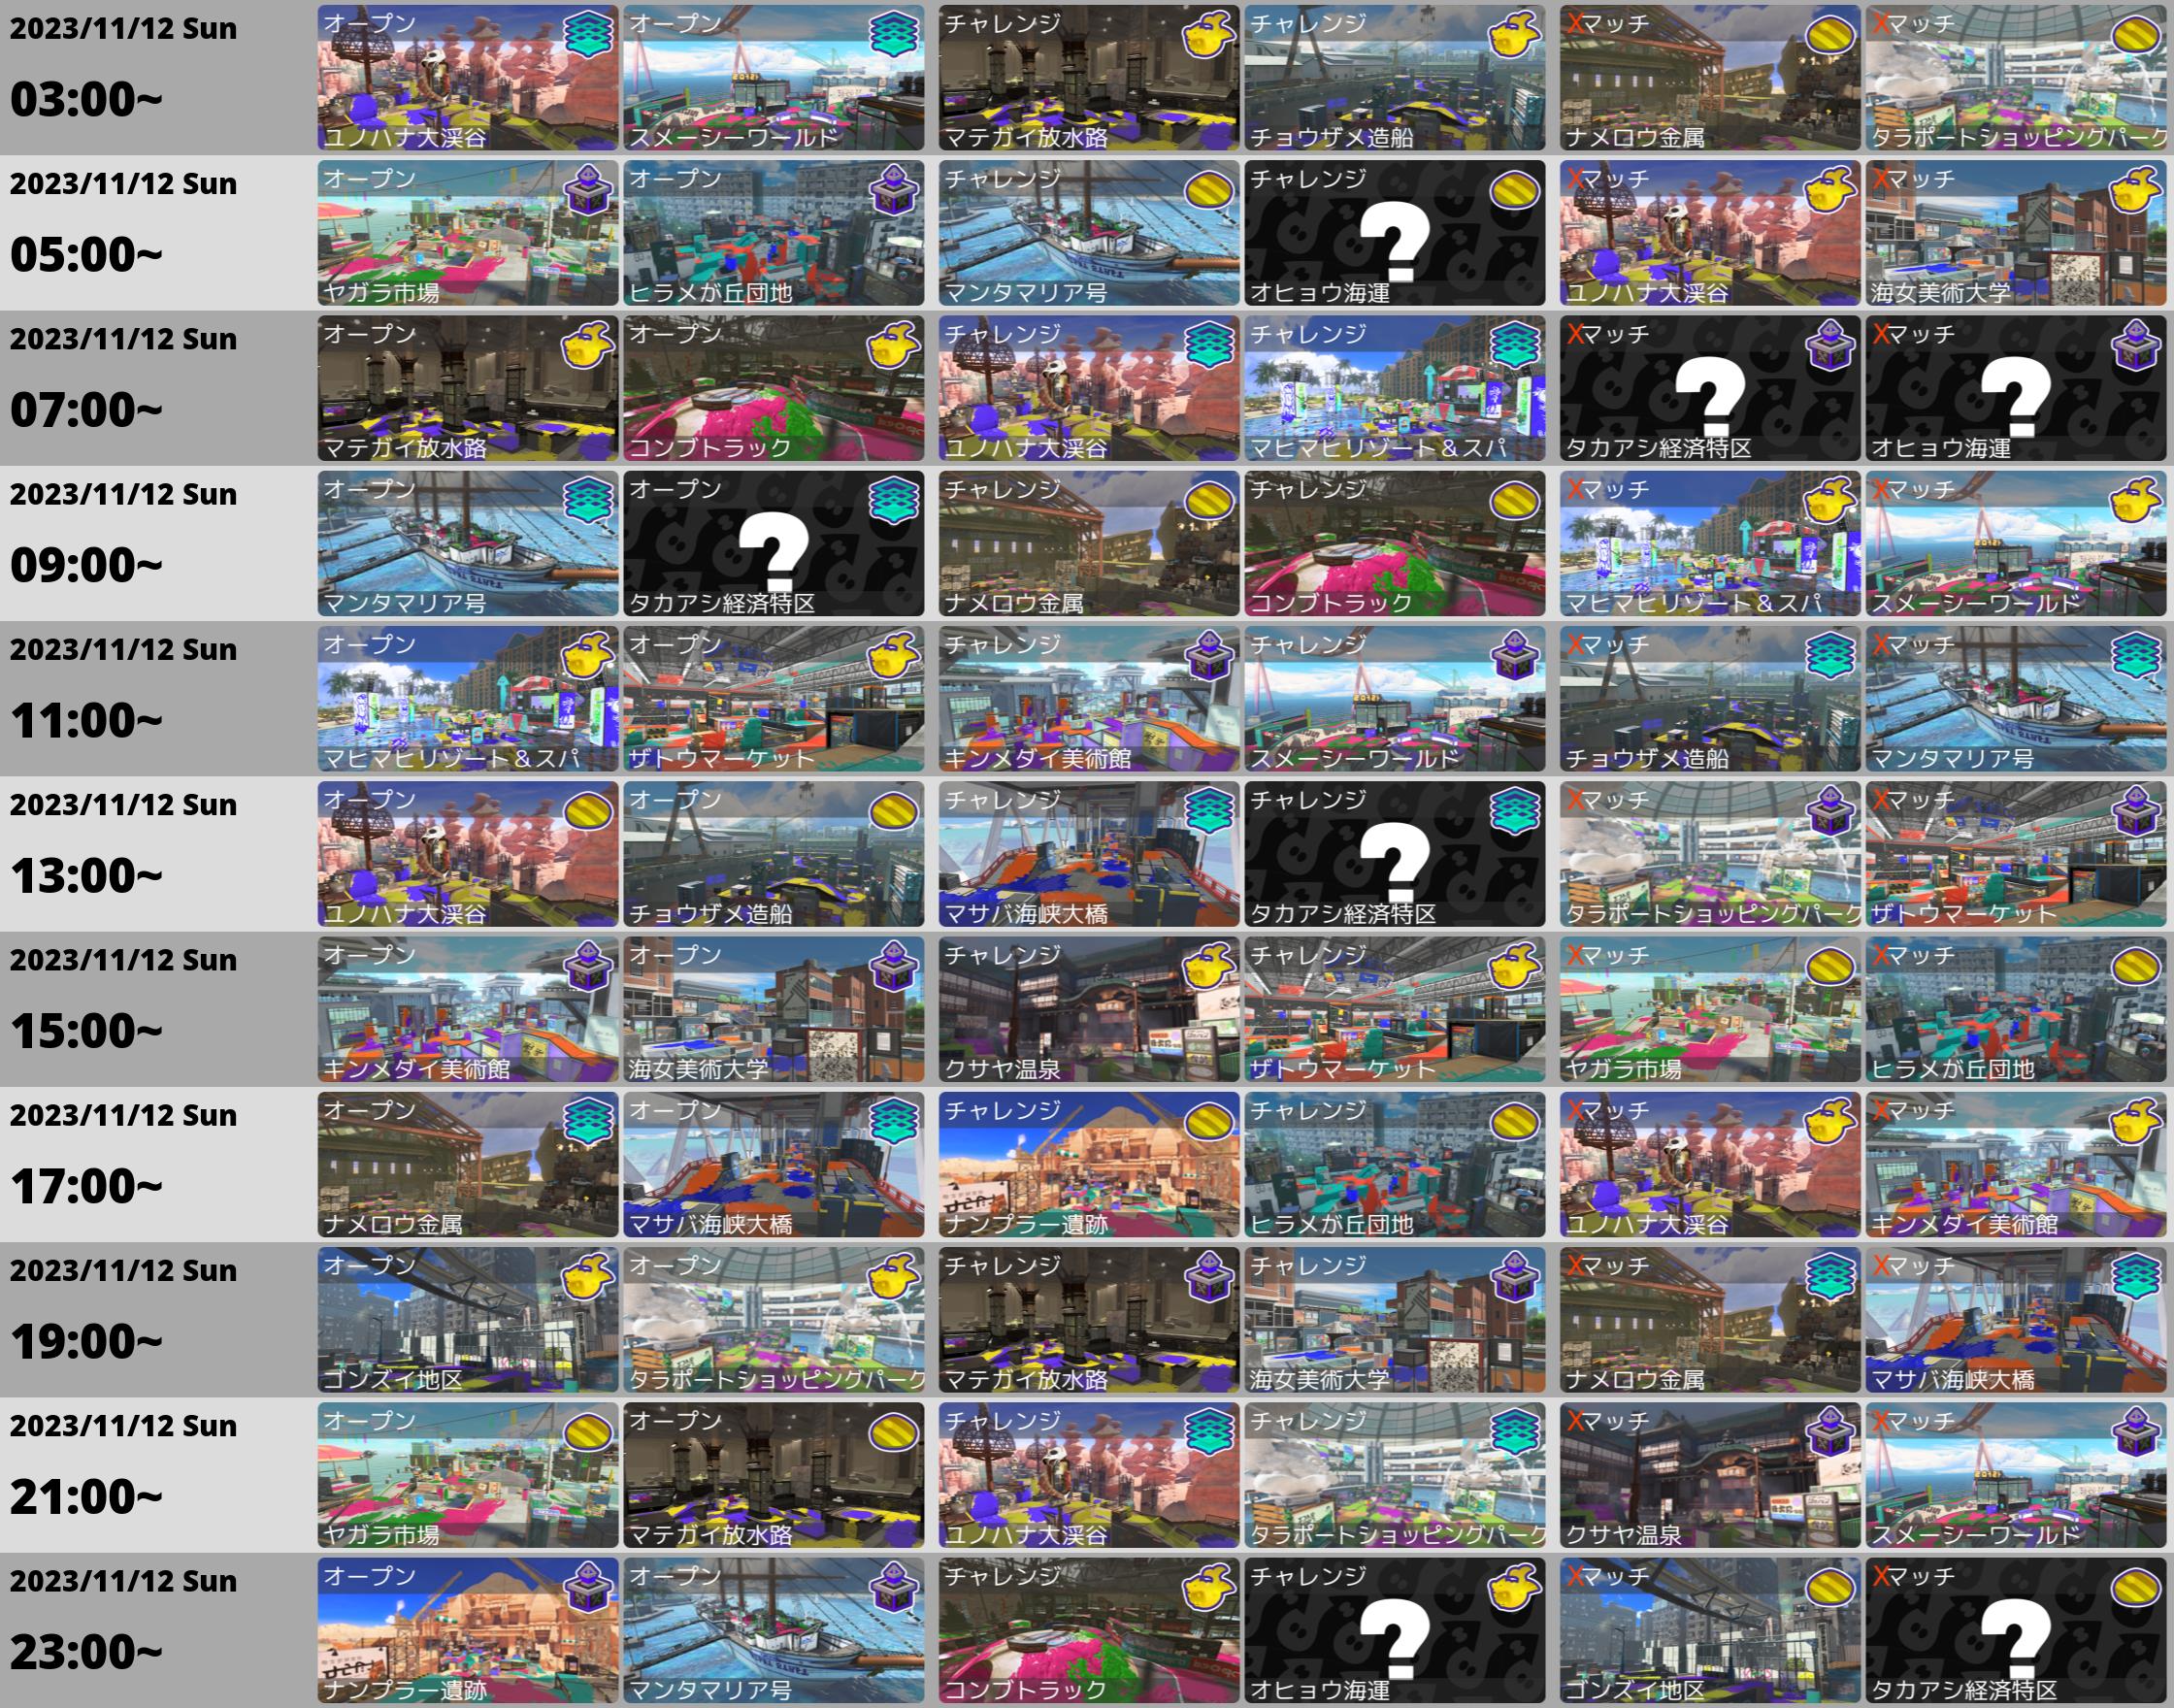 2023/11/12 Sun
03:00~
オープン
ユノハナ大渓谷
オープン
スメーシーワールド
チャレンジ
マテガイ放水路
チャレンジ
チョウザメ造船
Xマッチ
ナメロウ金属
Xマッチ
タラポートショッピングパーク
2023/11/12 Sun
05:00~
オープン
ヤガラ市場
オープン
ヒラメが丘団地
チャレンジ
マンタマリア号
チャレンジ
?
オヒョウ海運
Xマッチ
ユノハナ大渓谷
Xマッチ
海女美術大学
2023/11/12 Sun
07:00~
オープン
マテガイ放水路
オープン
コンブトラック
チャレンジ
ユノハナ大渓谷
チャレンジ
マヒマヒリゾート&スパ
Xマッチ
?
タカアシ経済特区
Xマッチ
?
オヒョウ海運
2023/11/12 Sun
09:00~
オープン
マンタマリア号
オープン
?
タカアシ経済特区
チャレンジ
ナメロウ金属
チャレンジ
コンブトラック
Xマッチ
マヒマヒリゾート&スパ
Xマッチ
スメーシーワールド
2023/11/12 Sun
11:00~
オープン
マヒマヒリゾート&スパ
オープン
ザトウマーケット
チャレンジ
キンメダイ美術館
チャレンジ
スメーシーワールド
Xマッチ
チョウザメ造船
Xマッチ
マンタマリア号
2023/11/12 Sun
13:00~
オープン
ユノハナ大渓谷
オープン
チョウザメ造船
チャレンジ
マサバ海峡大橋
チャレンジ
?
タカアシ経済特区
Xマッチ
タラポートショッピングパーク
Xマッチ
ザトウマーケット
2023/11/12 Sun
15:00~
オープン
キンメダイ美術館
オープン
海女美術大学
チャレンジ
クサヤ温泉
チャレンジ
ザトウマーケット
Xマッチ
ヤガラ市場
Xマッチ
ヒラメが丘団地
2023/11/12 Sun
17:00~
オープン
ナメロウ金属
オープン
マサバ海峡大橋
チャレンジ
ナンプラー遺跡
チャレンジ
ヒラメが丘団地
Xマッチ
ユノハナ大渓谷
Xマッチ
キンメダイ美術館
2023/11/12 Sun
19:00~
オープン
ゴンズイ地区
オープン
タラポートショッピングパーク
チャレンジ
マテガイ放水路
チャレンジ
海女美術大学
Xマッチ
ナメロウ金属
Xマッチ
マサバ海峡大橋
2023/11/12 Sun
21:00~
オープン
ヤガラ市場
オープン
マテガイ放水路
チャレンジ
ユノハナ大渓谷
チャレンジ
タラポートショッピングパーク
Xマッチ
クサヤ温泉
Xマッチ
スメーシーワールド
2023/11/12 Sun
23:00~
オープン
ナンプラー遺跡
オープン
マンタマリア号
チャレンジ
コンブトラック
チャレンジ
?
オヒョウ海運
Xマッチ
ゴンズイ地区
Xマッチ
?
タカアシ経済特区